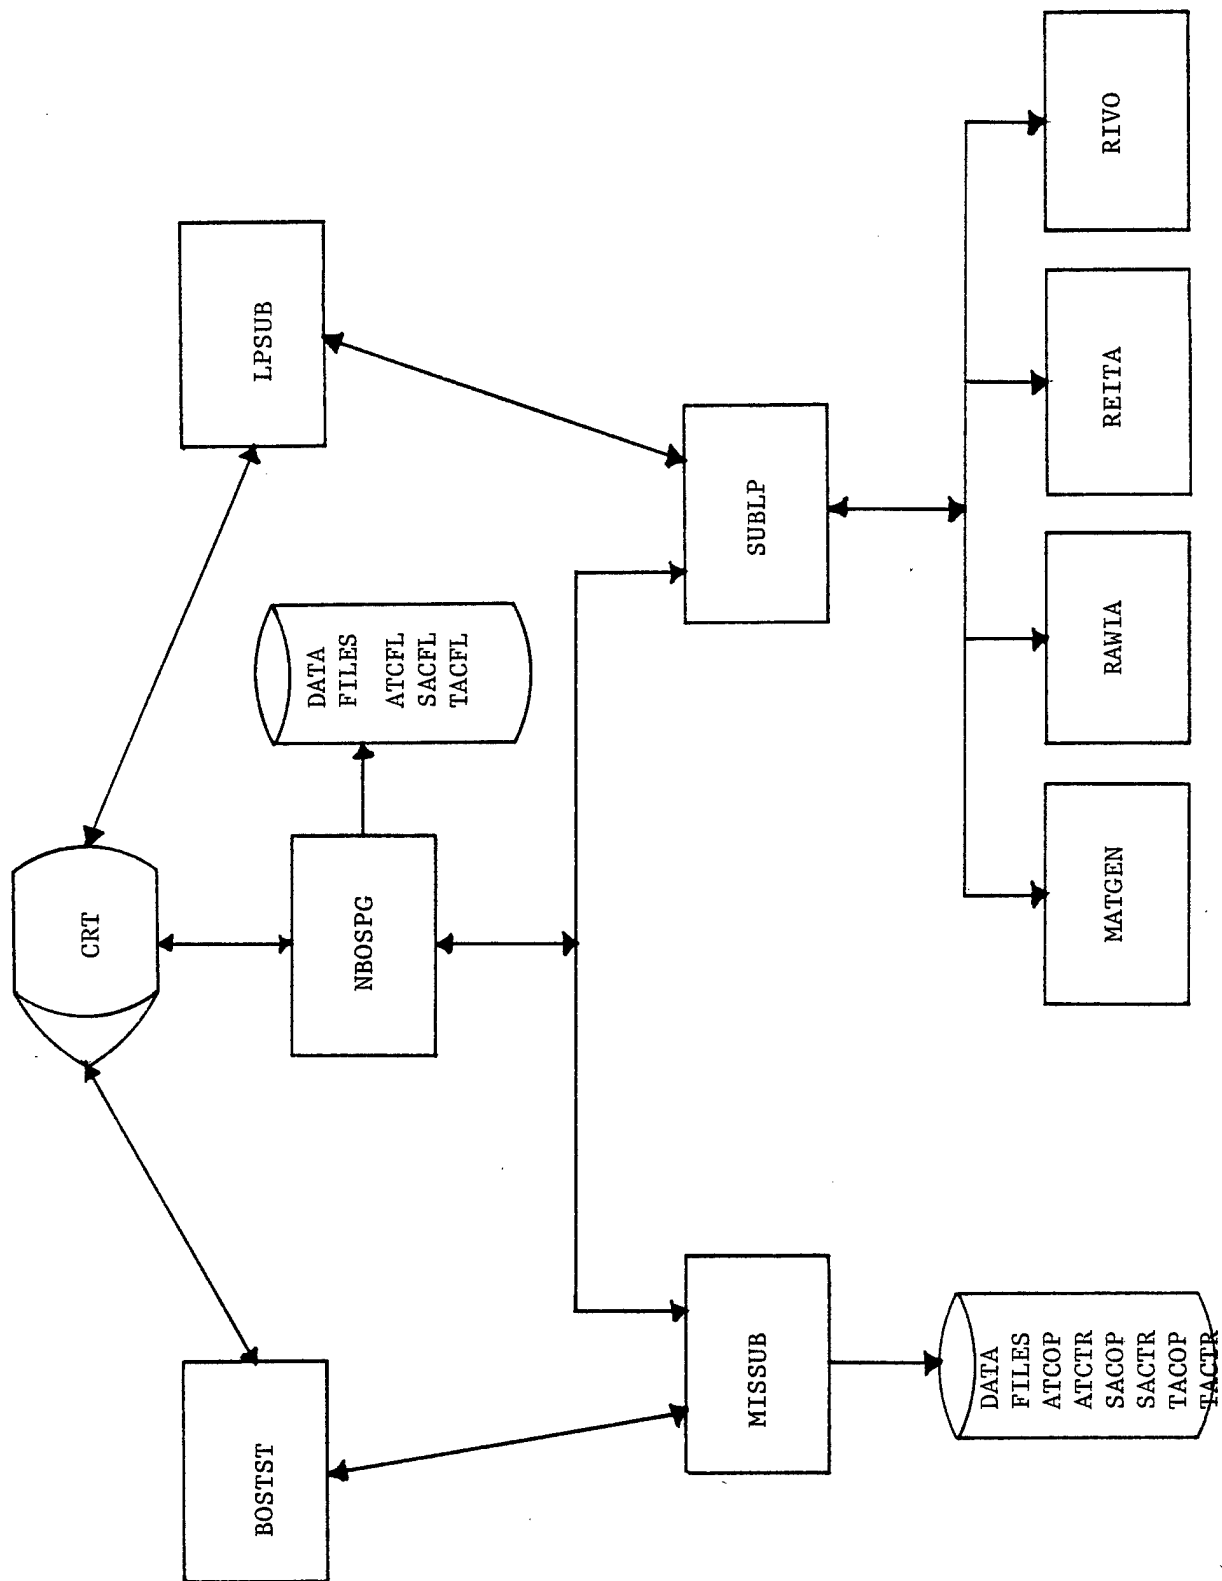 CRT
BOSTST
NBOSPG
LPSUB
DATA
FILES
ATCFL
SACFL
TACFL
MISSUB
SUBLP
DATA
FILES
ATCOP
ATCTR
SACOP
SACTR
TACOP
TACTR
MATGEN
RAWIA
REITA
RIVO